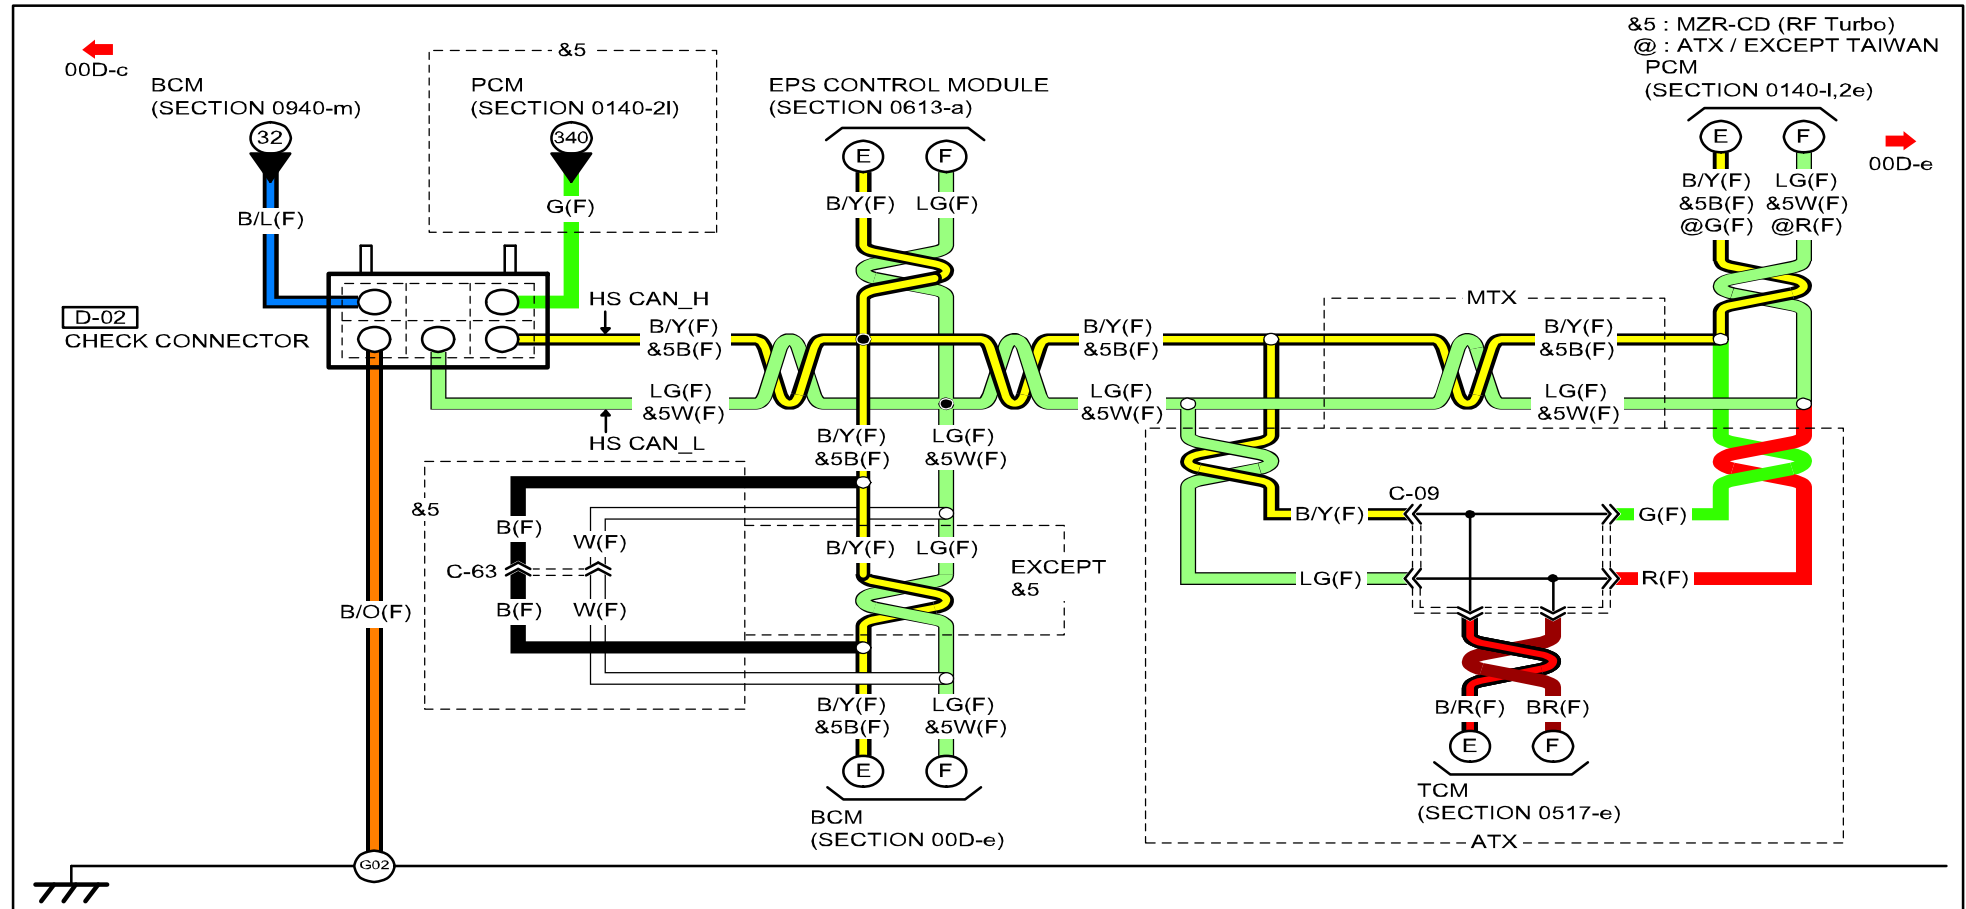 &5 : MZR-CD (RF Turbo)
@ : ATX / EXCEPT TAIWAN
00D-c
&5
BCM
(SECTION 0940-m)
PCM
(SECTION 0140-2l)
EPS CONTROL MODULE
(SECTION 0613-a)
PCM
(SECTION 0140-l,2e)
32
340
E
F
E
F
00D-e
B/L(F)
G(F)
B/Y(F)
LG(F)
B/Y(F)
&5B(F)
@G(F)
LG(F)
&5W(F)
@R(F)
D-02
CHECK CONNECTOR
HS CAN_H
B/Y(F)
&5B(F)
B/Y(F)
&5B(F)
MTX
B/Y(F)
&5B(F)
LG(F)
&5W(F)
HS CAN_L
LG(F)
&5W(F)
LG(F)
&5W(F)
B/Y(F)
&5B(F)
LG(F)
&5W(F)
&5
B(F)
W(F)
B/Y(F)
LG(F)
C-63
EXCEPT
&5
B(F)
W(F)
B/O(F)
C-09
B/Y(F)
G(F)
LG(F)
R(F)
B/Y(F)
&5B(F)
LG(F)
&5W(F)
B/R(F)
BR(F)
E
F
E
F
BCM
(SECTION 00D-e)
TCM
(SECTION 0517-e)
ATX
G02